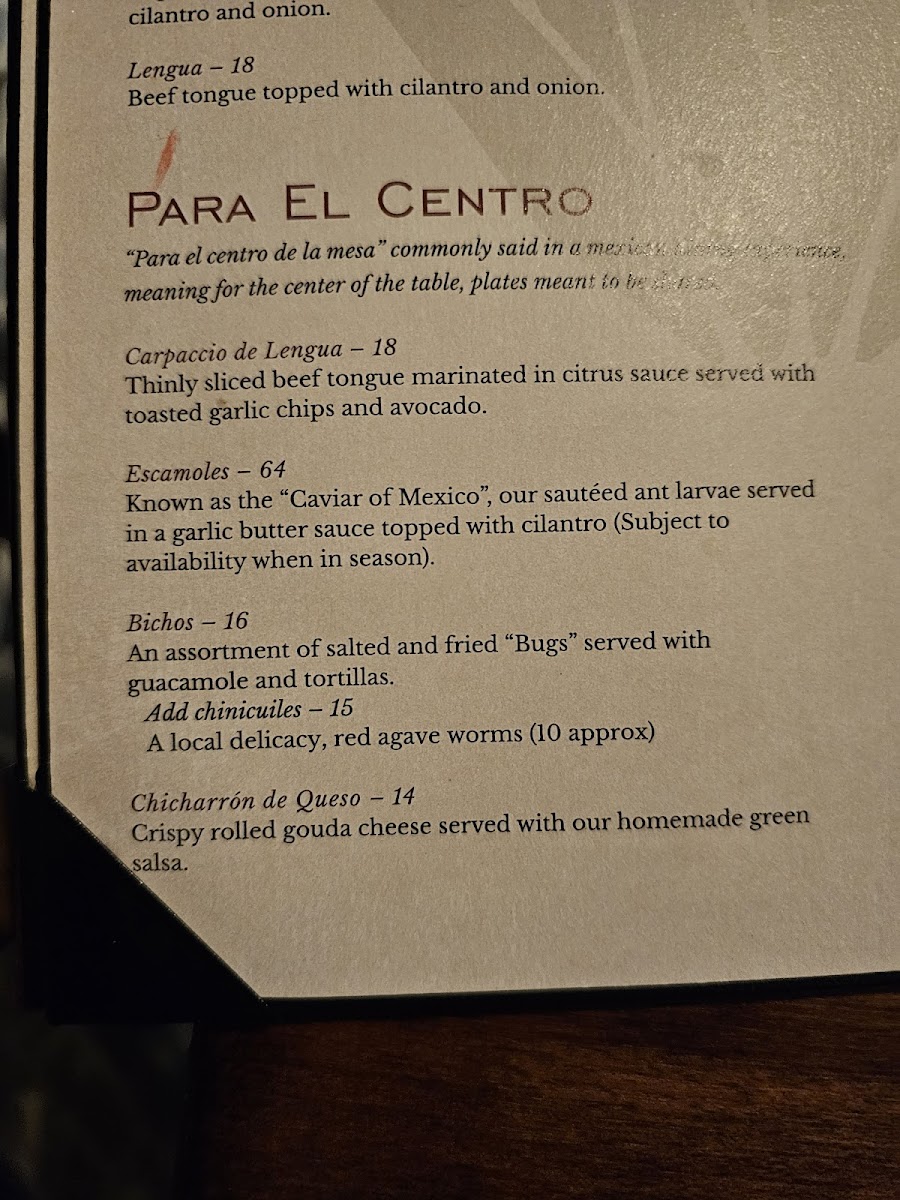 cilantro and onion.
Lengua – 18
Beef tongue topped with cilantro and onion.
PARA EL CENTRO
“Para el centro de la mesa” commonly said in a
meaning for the center of the table, plates meant to be
Carpaccio de Lengua – 18
Thinly sliced beef tongue marinated in citrus sauce served with
toasted garlic chips and avocado.
Escamoles – 64
Known as the “Caviar of Mexico”, our sautéed ant larvae served
in a garlic butter sauce topped with cilantro (Subject to
availability when in season).
Bichos – 16
An assortment of salted and fried “Bugs” served with
guacamole and tortillas.
Add chinicuiles – 15
A local delicacy, red agave worms (10 approx)
Chicharrón de Queso – 14
Crispy rolled gouda cheese served with our homemade green
salsa.